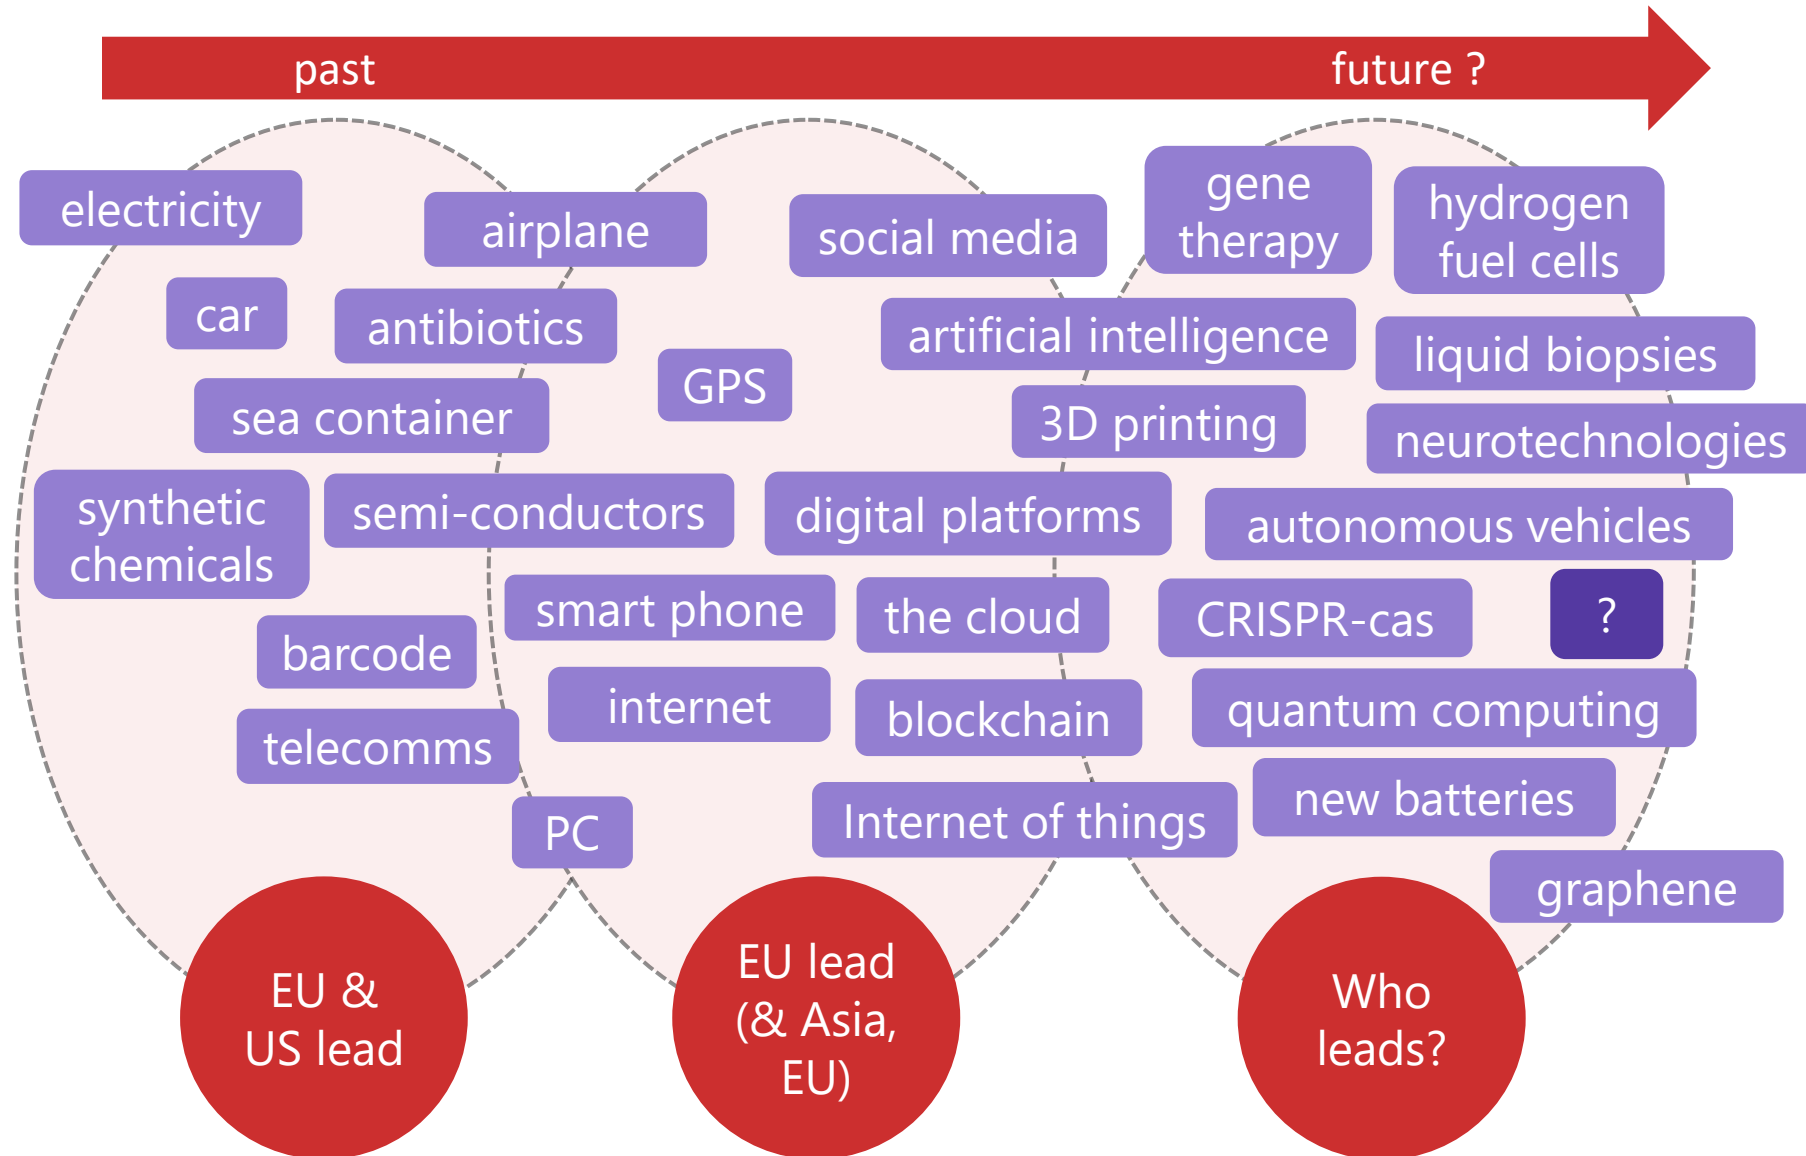 past
future ?
electricity
car
airplane
antibiotics
sea container
synthetic
chemicals
semi-conductors
barcode
telecomms
PC
GPS
smart phone
internet
social media
artificial intelligence
3D printing
digital platforms
the cloud
blockchain
Internet of things
gene
therapy
hydrogen
fuel cells
liquid biopsies
neurotechnologies
autonomous vehicles
CRISPR-cas
?
quantum computing
new batteries
graphene
EU &
US lead
EU lead
(& Asia,
EU)
Who
leads?